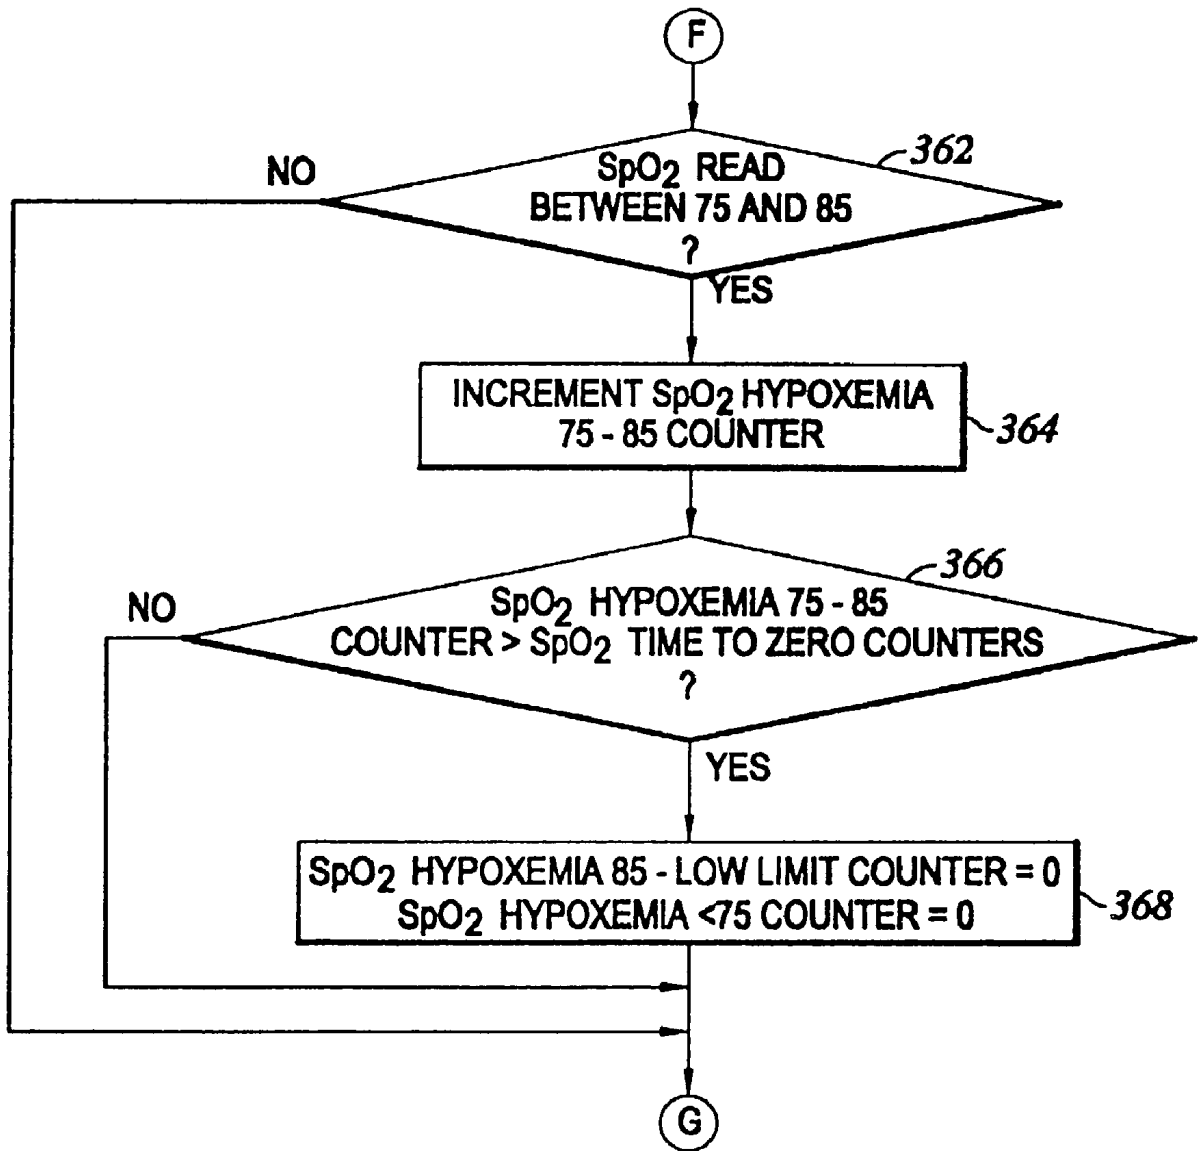 F
362
SpO2 READ
BETWEEN 75 AND 85
?
NO
YES
INCREMENT SpO2 HYPOXEMIA
75 - 85 COUNTER
364
366
SpO2 HYPOXEMIA 75 - 85
COUNTER > SpO2 TIME TO ZERO COUNTERS
?
NO
YES
SpO2 HYPOXEMIA 85 - LOW LIMIT COUNTER = 0
SpO2 HYPOXEMIA <75 COUNTER = 0
368
G